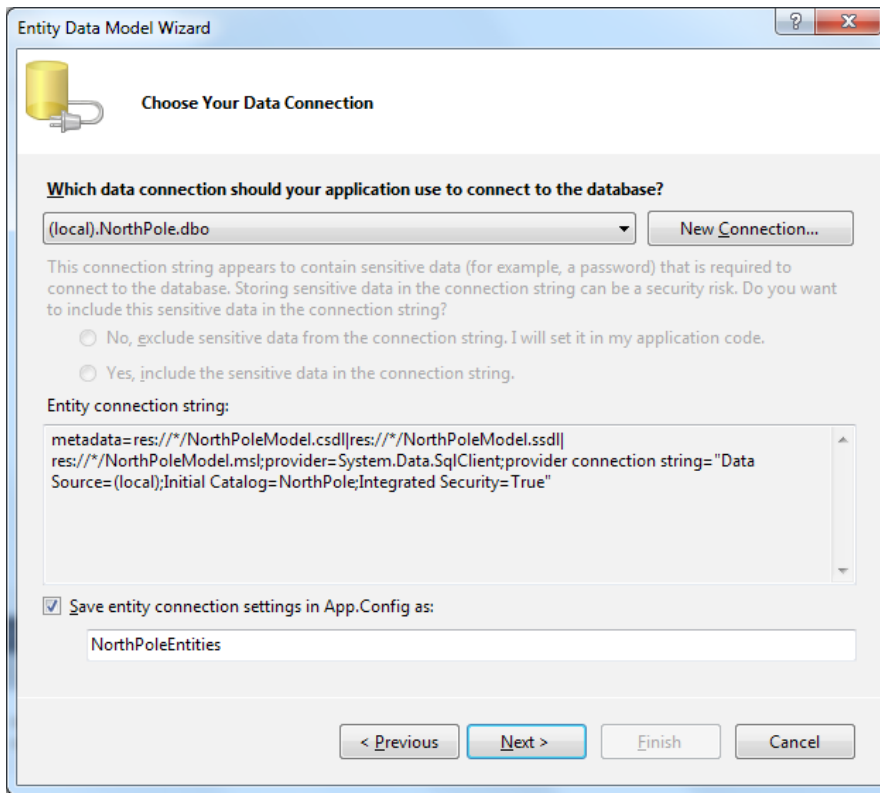 Entity Data Model Wizard
Choose Your Data Connection
Which data connection should your application use to connect to the database?
(local).NorthPole.dbo
New Connection...
This connection string appears to contain sensitive data (for example, a password) that is required to
connect to the database. Storing sensitive data in the connection string can be a security risk. Do you want
to include this sensitive data in the connection string?
No, exclude sensitive data from the connection string. I will set it in my application code.
Yes, include the sensitive data in the connection string.
Entity connection string:
metadata=res://*/NorthPoleModel.csdl|res://*/NorthPoleModel.ssdl|
res://*/NorthPoleModel.msl;provider=System.Data.SqlClient;provider connection string="Data
Source=(local);Initial Catalog=NorthPole;Integrated Security=True"
Save entity connection settings in App.Config as:
NorthPoleEntities
< Previous
Next >
Finish
Cancel